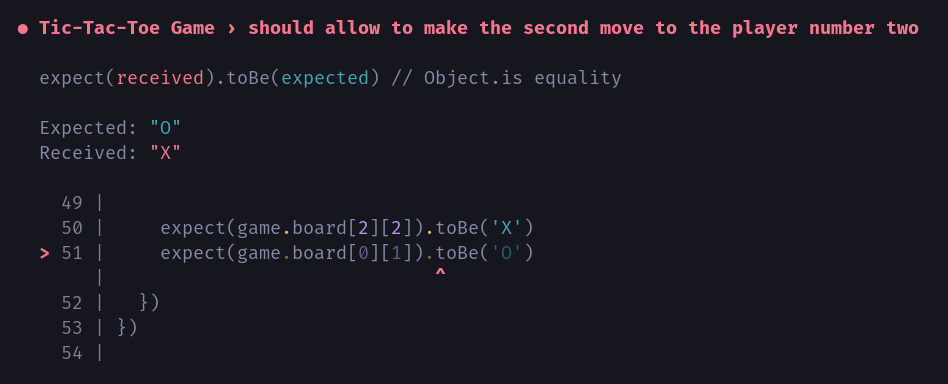 ● Tic-Tac-Toe Game › should allow to make the second move to the player number two
expect(received).toBe(expected) // Object.is equality
Expected: "O"
Received: "X"
49 |
50 |     expect(game.board[2][2]).toBe('X')
> 51 |     expect(game.board[0][1]).toBe('O')
|                              ^
52 |   })
53 | })
54 |